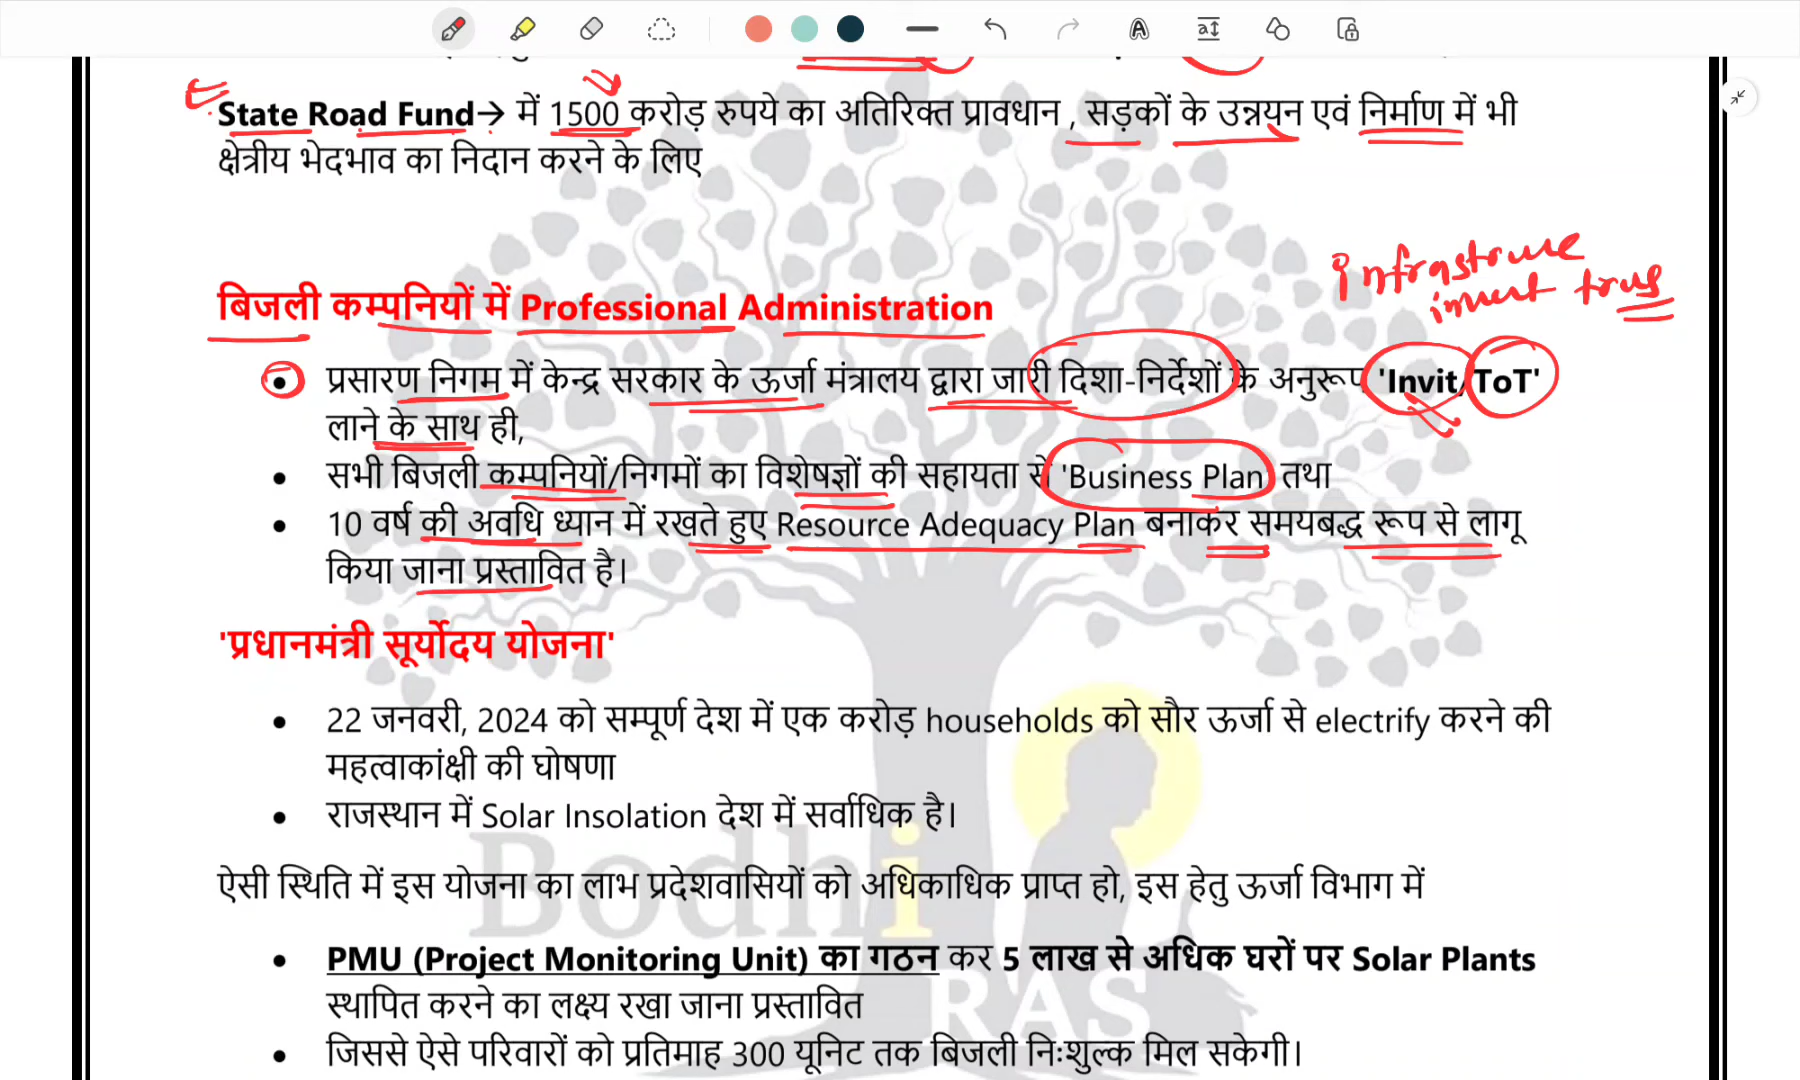 State Road Fund→ में 1500 करोड़ रुपये का अतिरिक्त प्रावधान , सड़कों के उन्नयन एवं निर्माण में भी
क्षेत्रीय भेदभाव का निदान करने के लिए
infrastrure
invest trus
बिजली कम्पनियों में Professional Administration
• प्रसारण निगम में केन्द्र सरकार के ऊर्जा मंत्रालय द्वारा जारी दिशा-निर्देशों के अनुरूप 'Invit/ToT'
लाने के साथ ही,
• सभी बिजली कम्पनियों/निगमों का विशेषज्ञों की सहायता से 'Business Plan' तथा
• 10 वर्ष की अवधि ध्यान में रखते हुए Resource Adequacy Plan बनाकर समयबद्ध रूप से लागू
किया जाना प्रस्तावित है।
'प्रधानमंत्री सूर्योदय योजना'
• 22 जनवरी, 2024 को सम्पूर्ण देश में एक करोड़ households को सौर ऊर्जा से electrify करने की
महत्वाकांक्षी की घोषणा
• राजस्थान में Solar Insolation देश में सर्वाधिक है।
ऐसी स्थिति में इस योजना का लाभ प्रदेशवासियों को अधिकाधिक प्राप्त हो, इस हेतु ऊर्जा विभाग में
• PMU (Project Monitoring Unit) का गठन कर 5 लाख से अधिक घरों पर Solar Plants
स्थापित करने का लक्ष्य रखा जाना प्रस्तावित
• जिससे ऐसे परिवारों को प्रतिमाह 300 यूनिट तक बिजली निःशुल्क मिल सकेगी।
Bodhi
RAS